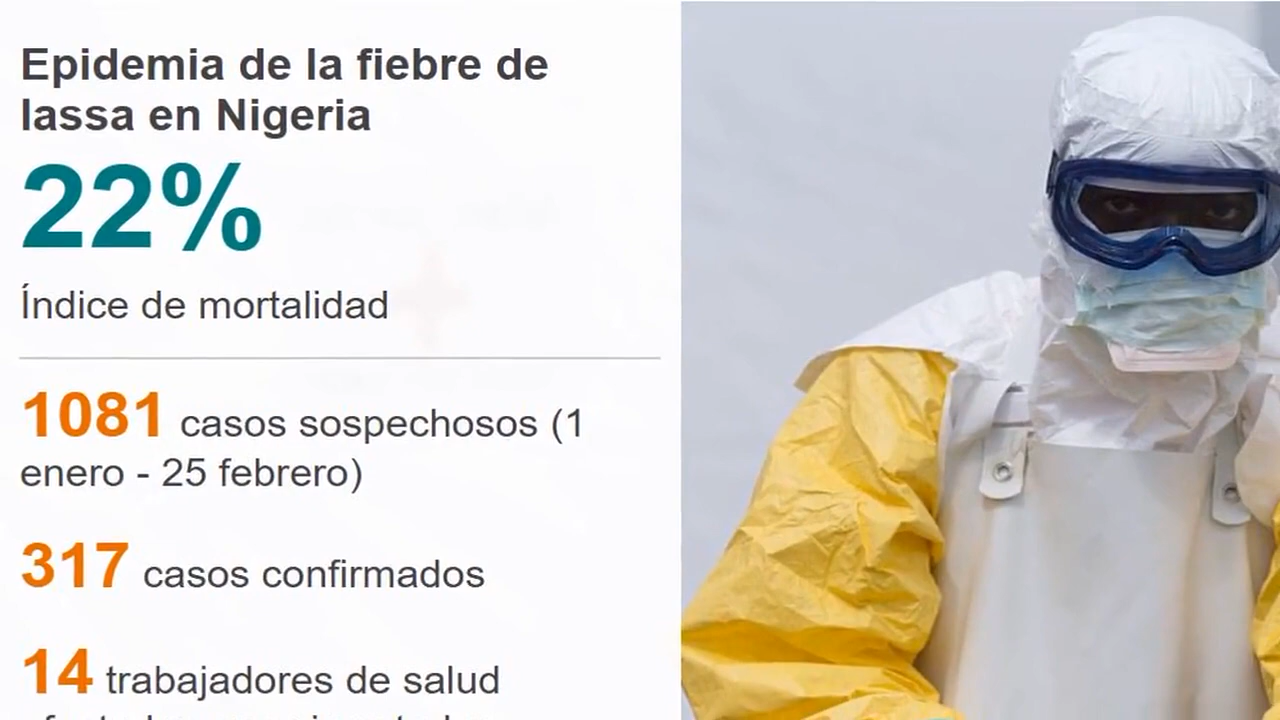 Epidemia de la fiebre de
lassa en Nigeria
22%
Índice de mortalidad
1081 casos sospechosos (1
enero - 25 febrero)
317 casos confirmados
14 trabajadores de salud